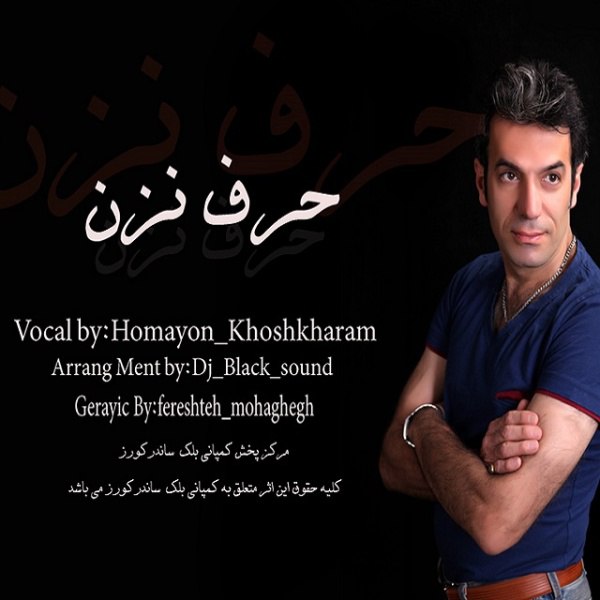 حرف نزن
Vocal by:Homayon_Khoshkharam
Arrang Ment by:Dj_Black_sound
Gerayic By:fereshteh_mohaghegh
مرکز پخش کمپانی بلک ساندر کورز
کلیه حقوق این اثر متعلق به کمپانی بلک ساندر کورز می باشد